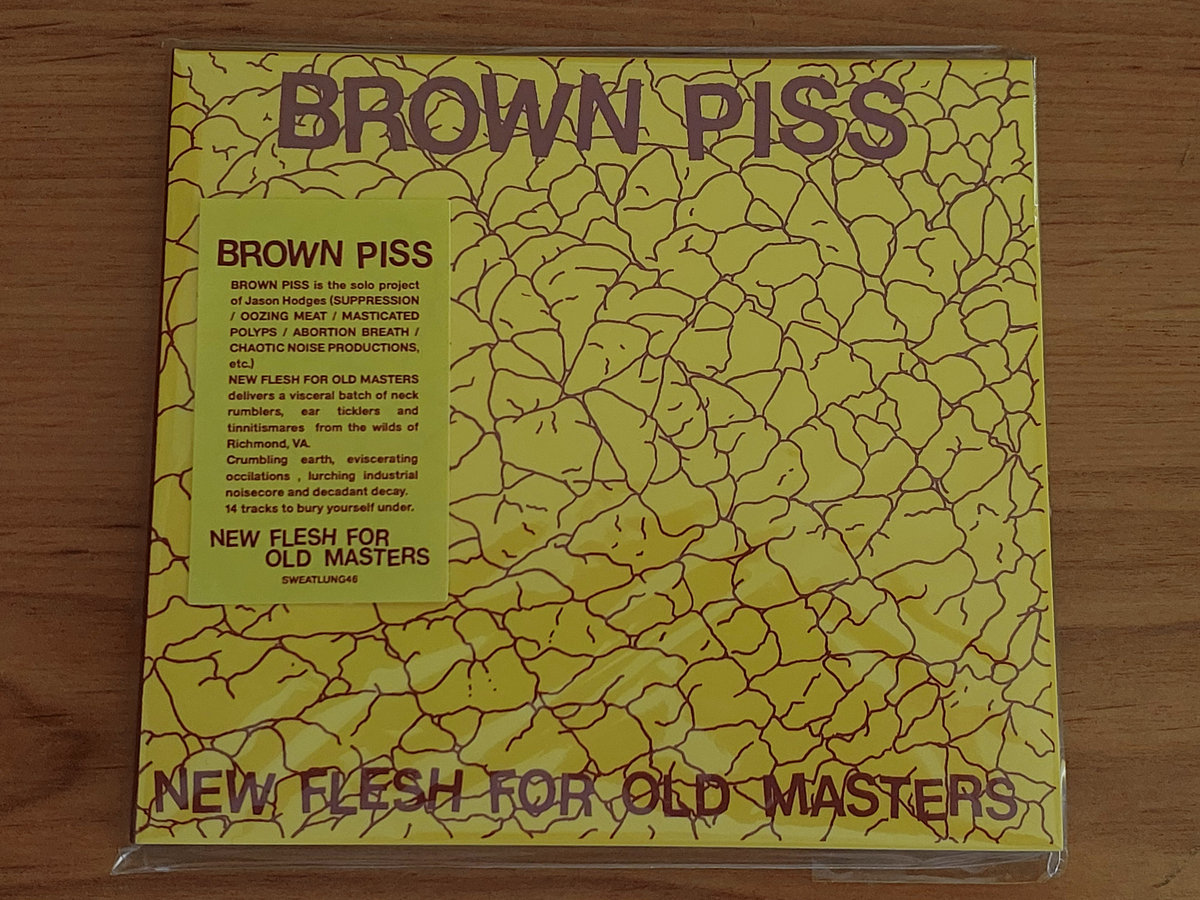 BROWN PISS
BROWN PISS
BROWN PISS is the solo project
of Jason Hodges (SUPPRESSION
/ OOZING MEAT / MASTICATED
POLYPS / ABORTION BREATH /
CHAOTIC NOISE PRODUCTIONS,
etc.)
NEW FLESH FOR OLD MASTERS
delivers a visceral batch of neck
rumblers, ear ticklers and
tinnitismares from the wilds of
Richmond, VA.
Crumbling earth, eviscerating
occilations , lurching industrial
noisecore and decadant decay.
14 tracks to bury yourself under.
NEW FLESH FOR
OLD MASTERS
SWEATLUNG46
NEW FLESH FOR OLD MASTERS